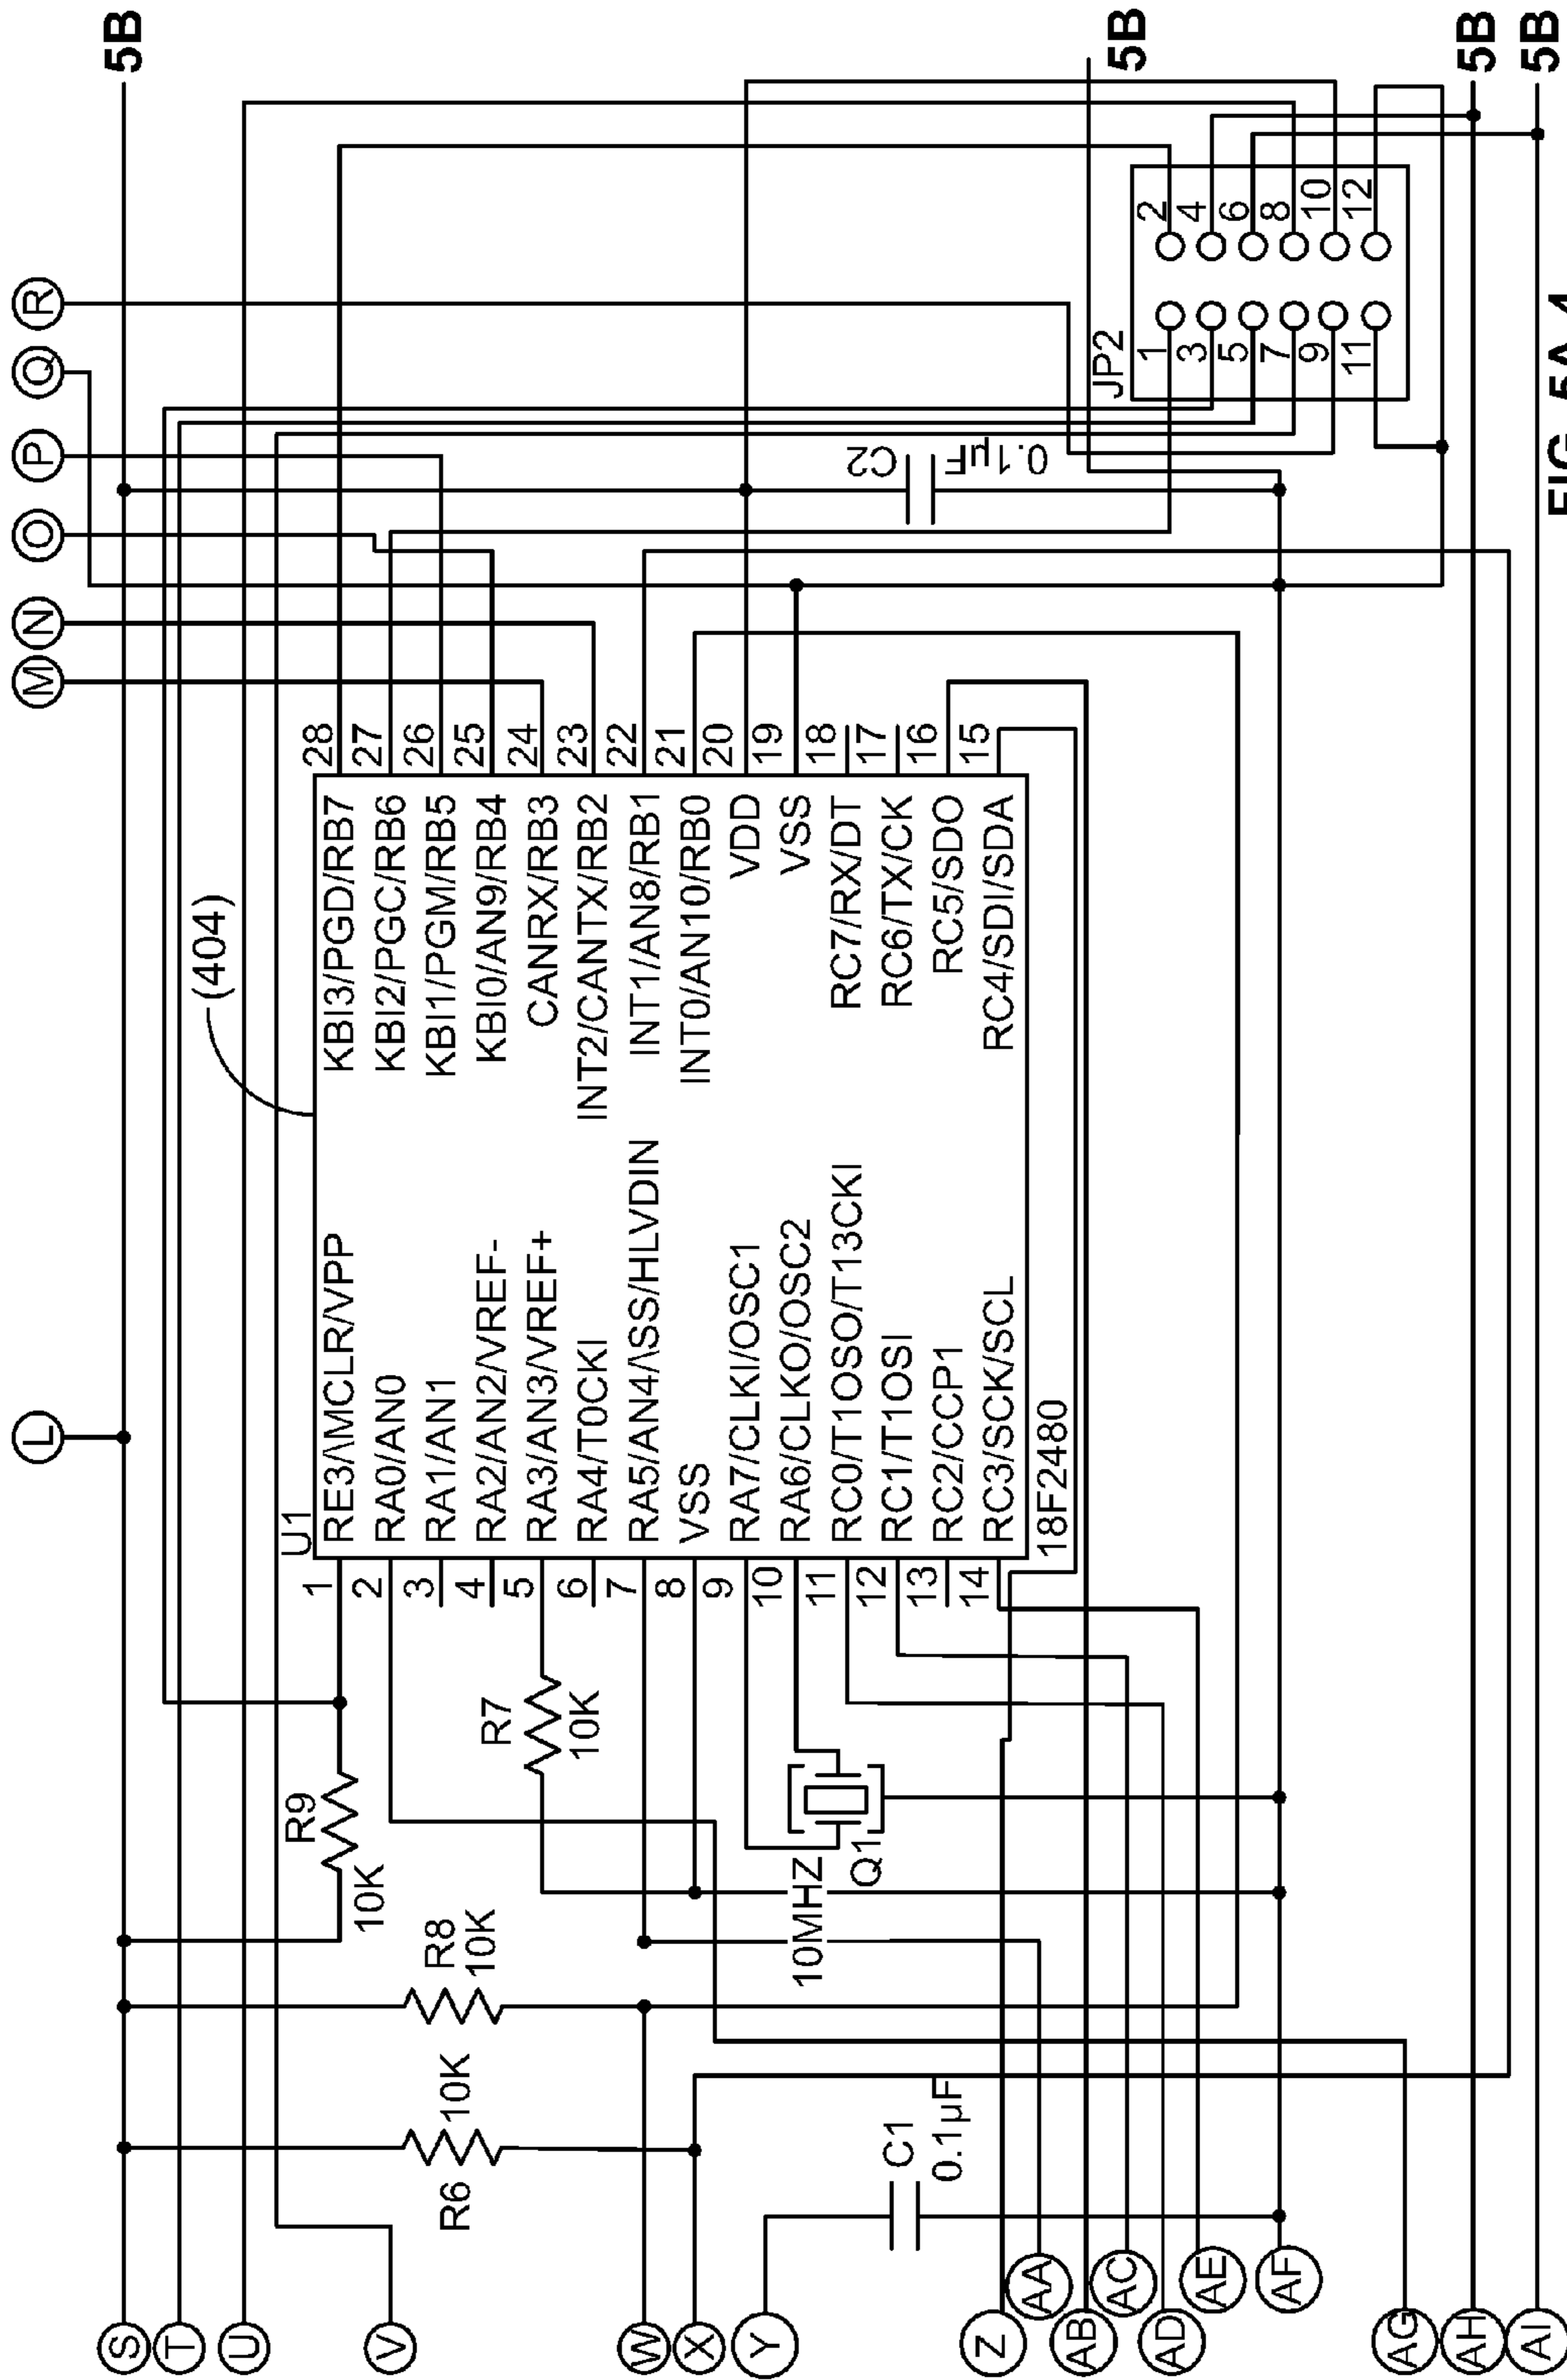 L
M
N
O
P
Q
R
S
5B
T
U
V
W
X
Y
Z
AA
AB
AC
AD
AE
AF
AG
AH
AI
5B
5B
5B
(404)
U1
1 RE3/\MCLR/VPP
2 RA0/AN0
3 RA1/AN1
4 RA2/AN2/VREF-
5 RA3/AN3/VREF+
6 RA4/T0CKI
7 RA5/AN4/\SS/HLVDIN
8 VSS
9 RA7/CLKI/OSC1
10 RA6/CLKO/OSC2
11 RC0/T1OSO/T13CKI
12 RC1/T1OSI
13 RC2/CCP1
14 RC3/SCK/SCL
KBI3/PGD/RB7 28
KBI2/PGC/RB6 27
KBI1/PGM/RB5 26
KBI0/AN9/RB4 25
CANRX/RB3 24
INT2/CANTX/RB2 23
INT1/AN8/RB1 22
INT0/AN10/RB0 21
VDD 20
VSS 19
RC7/RX/DT 18
RC6/TX/CK 17
RC5/SDO 16
RC4/SDI/SDA 15
18F2480
R9
10K
R8
10K
R6
10K
R7
10K
10MHZ
Q1
C1
0.1µF
C2
0.1µF
JP2
1 2
3 4
5 6
7 8
9 10
11 12